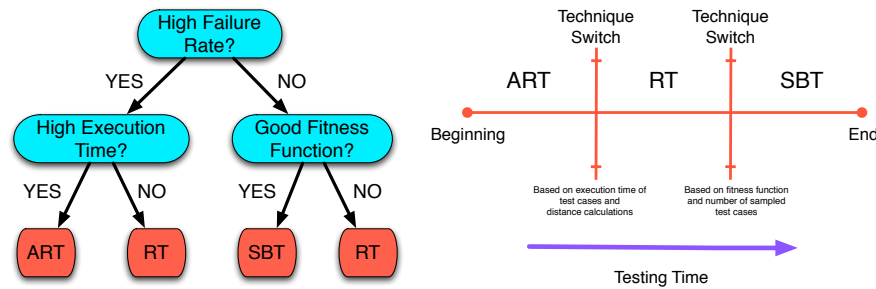 High Failure
Rate?
YES
NO
High Execution
Time?
Good Fitness
Function?
YES
NO
YES
NO
ART
RT
SBT
RT
Technique
Switch
Technique
Switch
ART
RT
SBT
Beginning
End
Based on execution time of
test cases and
distance calculations
Based on fitness function
and number of sampled
test cases
Testing Time